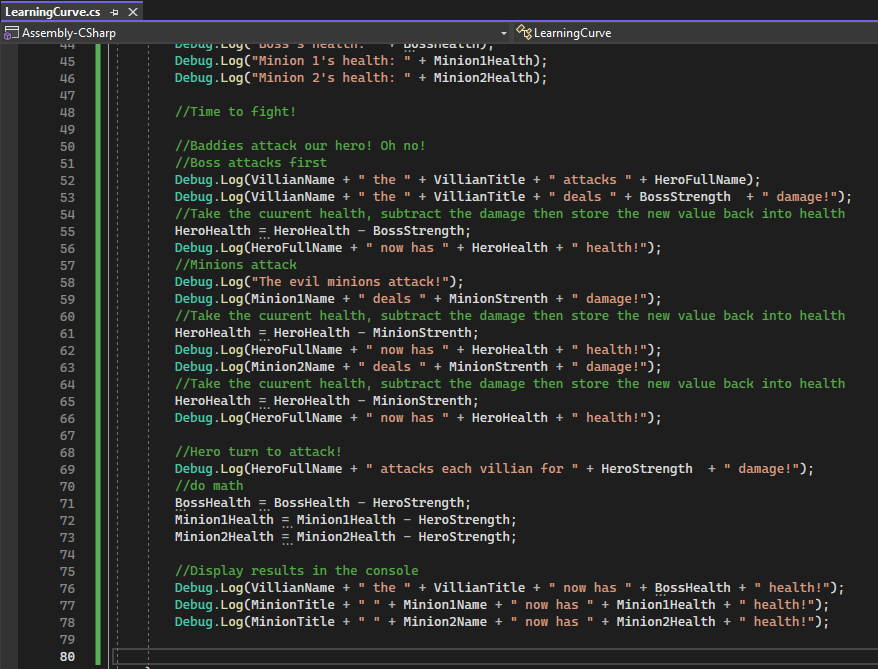 LearningCurve.cs
Assembly-CSharp LearningCurve
44 Debug.Log("Boss's health: " + BossHealth);
45 Debug.Log("Minion 1's health: " + Minion1Health);
46 Debug.Log("Minion 2's health: " + Minion2Health);
47
48 //Time to fight!
49
50 //Baddies attack our hero! Oh no!
51 //Boss attacks first
52 Debug.Log(VillianName + " the " + VillianTitle + " attacks " + HeroFullName);
53 Debug.Log(VillianName + " the " + VillianTitle + " deals " + BossStrength  + " damage!");
54 //Take the cuurent health, subtract the damage then store the new value back into health
55 HeroHealth = HeroHealth - BossStrength;
56 Debug.Log(HeroFullName + " now has " + HeroHealth + " health!");
57 //Minions attack
58 Debug.Log("The evil minions attack!");
59 Debug.Log(Minion1Name + " deals " + MinionStrenth + " damage!");
60 //Take the cuurent health, subtract the damage then store the new value back into health
61 HeroHealth = HeroHealth - MinionStrenth;
62 Debug.Log(HeroFullName + " now has " + HeroHealth + " health!");
63 Debug.Log(Minion2Name + " deals " + MinionStrenth + " damage!");
64 //Take the cuurent health, subtract the damage then store the new value back into health
65 HeroHealth = HeroHealth - MinionStrenth;
66 Debug.Log(HeroFullName + " now has " + HeroHealth + " health!");
67
68 //Hero turn to attack!
69 Debug.Log(HeroFullName + " attacks each villian for " + HeroStrength  + " damage!");
70 //do math
71 BossHealth = BossHealth - HeroStrength;
72 Minion1Health = Minion1Health - HeroStrength;
73 Minion2Health = Minion2Health - HeroStrength;
74
75 //Display results in the console
76 Debug.Log(VillianName + " the " + VillianTitle + " now has " + BossHealth + " health!");
77 Debug.Log(MinionTitle + " " + Minion1Name + " now has " + Minion1Health + " health!");
78 Debug.Log(MinionTitle + " " + Minion2Name + " now has " + Minion2Health + " health!");
79
80